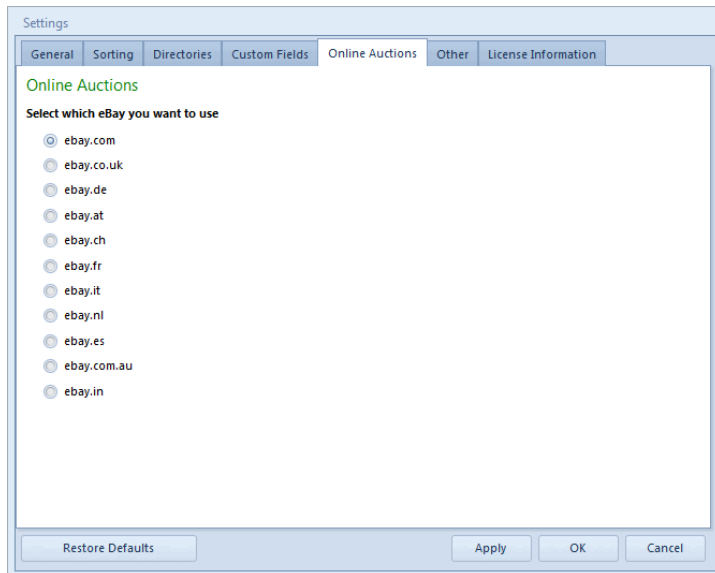 Settings
General Sorting Directories Custom Fields Online Auctions Other License Information
Online Auctions
Select which eBay you want to use
ebay.com
ebay.co.uk
ebay.de
ebay.at
ebay.ch
ebay.fr
ebay.it
ebay.nl
ebay.es
ebay.com.au
ebay.in
Restore Defaults Apply OK Cancel